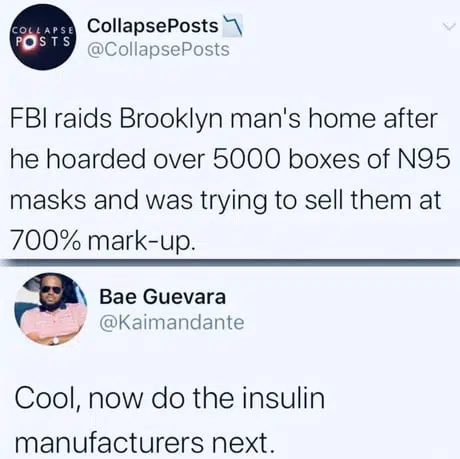 COLLAPSE
POSTS
CollapsePosts
@CollapsePosts
FBI raids Brooklyn man's home after
he hoarded over 5000 boxes of N95
masks and was trying to sell them at
700% mark-up.
Bae Guevara
@Kaimandante
Cool, now do the insulin
manufacturers next.